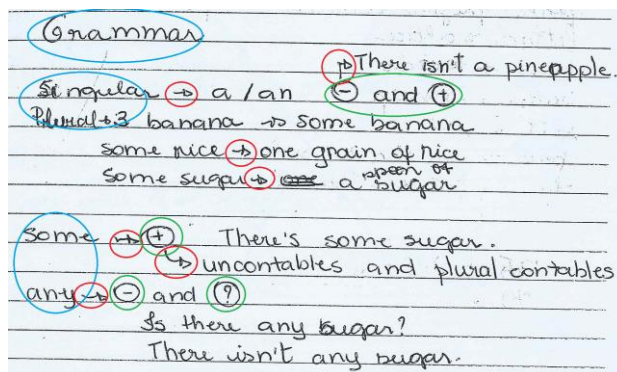 Grammar
→ There isn't a pineapple.
Singular → a / an ⊖ and ⊕
Plural → 3 banana → some banana
some rice → one grain of rice
some sugar → a spoon of sugar
some → ⊕ There's some sugar.
↳ uncontables and plural contables
any → ⊖ and ?
Is there any sugar?
There isn't any sugar.